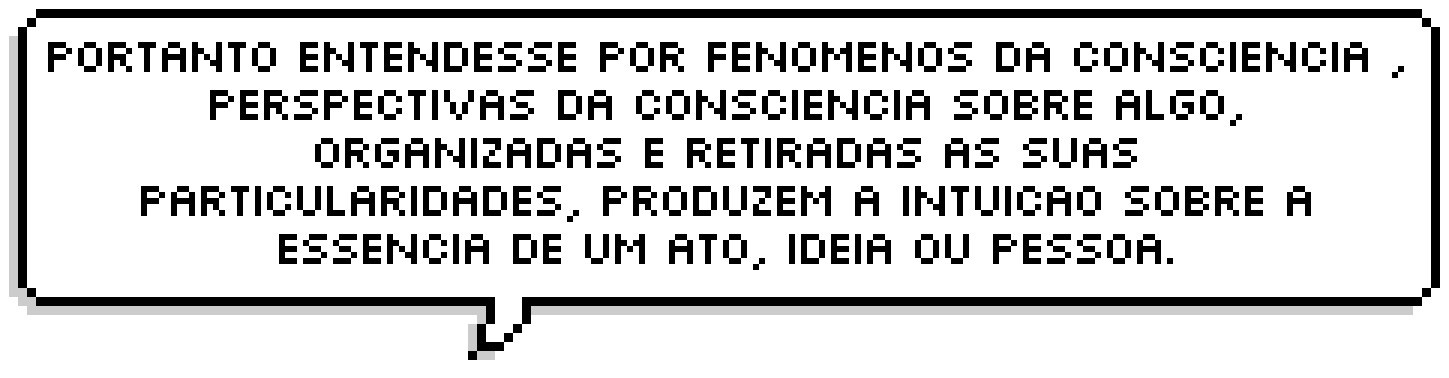 PORTANTO ENTENDESSE POR FENOMENOS DA CONSCIENCIA ,
PERSPECTIVAS DA CONSCIENCIA SOBRE ALGO,
ORGANIZADAS E RETIRADAS AS SUAS
PARTICULARIDADES, PRODUZEM A INTUICAO SOBRE A
ESSENCIA DE UM ATO, IDEIA OU PESSOA.